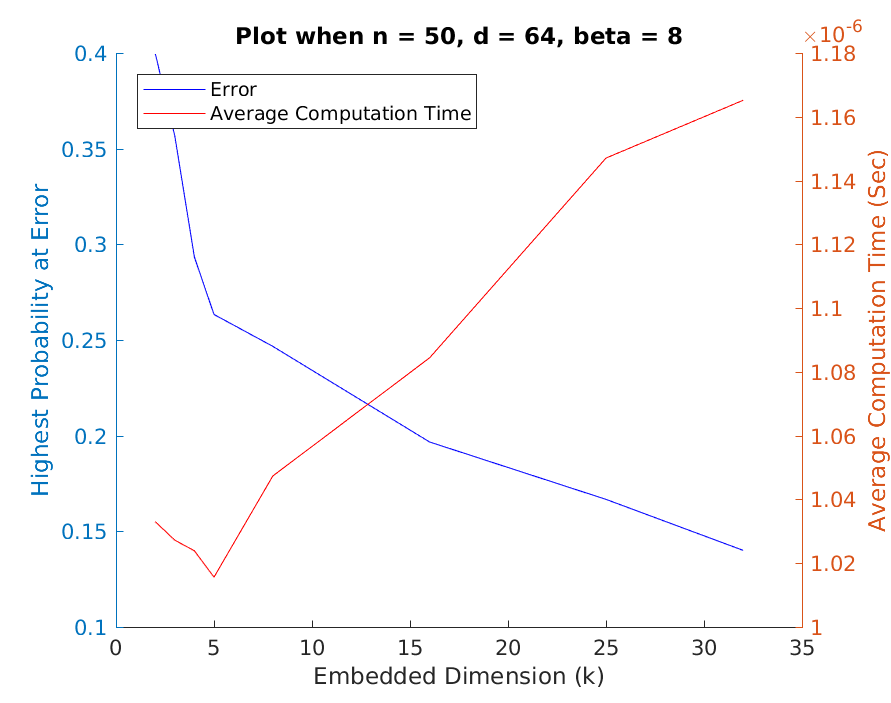 Plot when n = 50, d = 64, beta = 8
×10-6
Error
Average Computation Time
Highest Probability at Error
0.4
0.35
0.3
0.25
0.2
0.15
0.1
1.18
1.16
1.14
1.12
1.1
1.08
1.06
1.04
1.02
1
Average Computation Time (Sec)
0 5 10 15 20 25 30 35
Embedded Dimension (k)